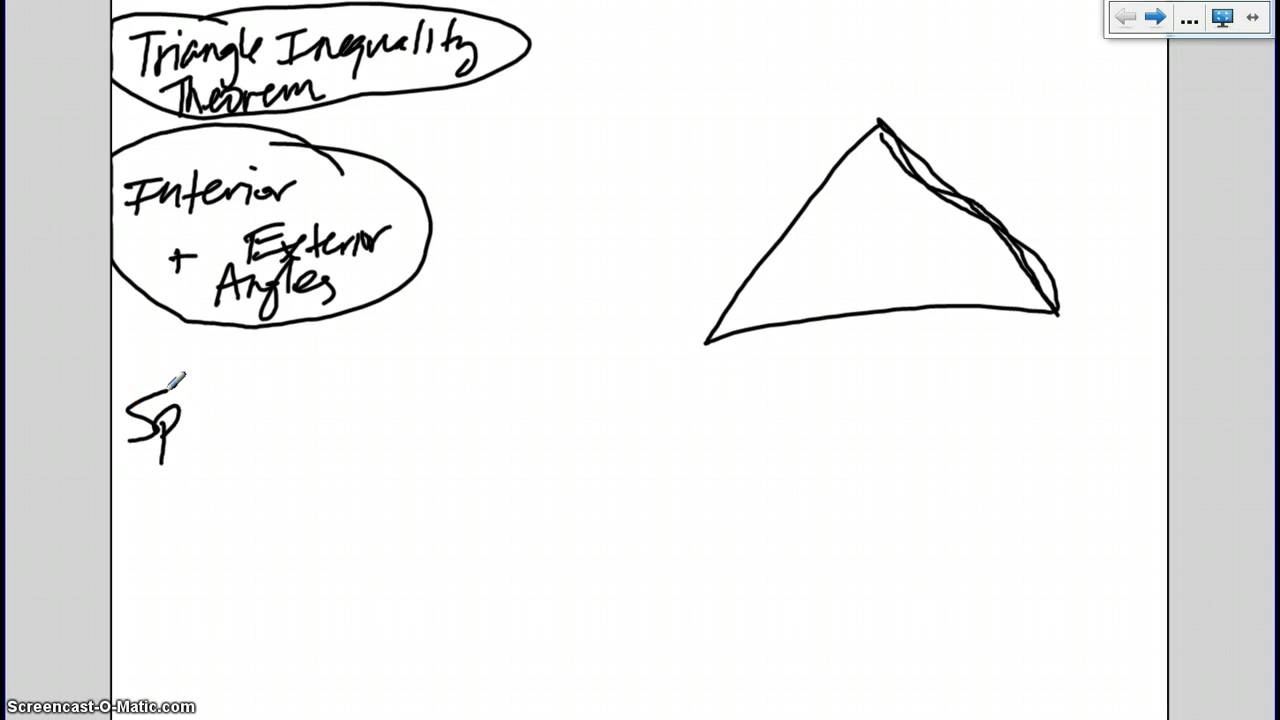 Triangle Inequality
Theorem
Interior
+ Exterior
Angles
Sp
...
Screencast-O-Matic.com